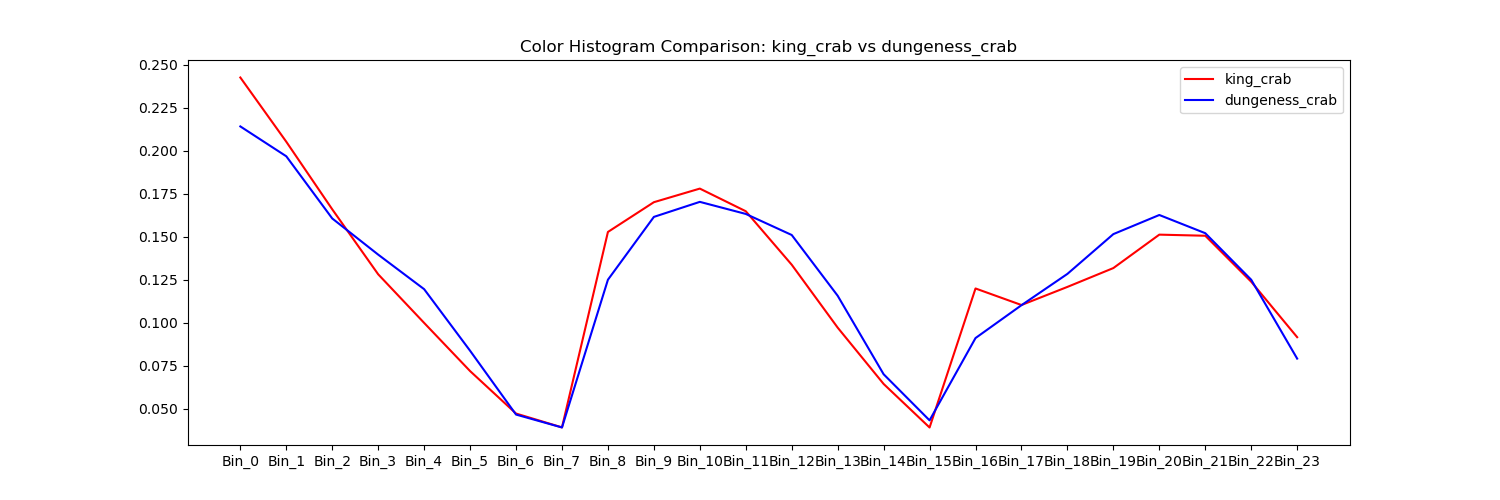 Color Histogram Comparison: king_crab vs dungeness_crab
king_crab
dungeness_crab
0.250
0.225
0.200
0.175
0.150
0.125
0.100
0.075
0.050
Bin_0 Bin_1 Bin_2 Bin_3 Bin_4 Bin_5 Bin_6 Bin_7 Bin_8 Bin_9 Bin_10 Bin_11 Bin_12 Bin_13 Bin_14 Bin_15 Bin_16 Bin_17 Bin_18 Bin_19 Bin_20 Bin_21 Bin_22 Bin_23